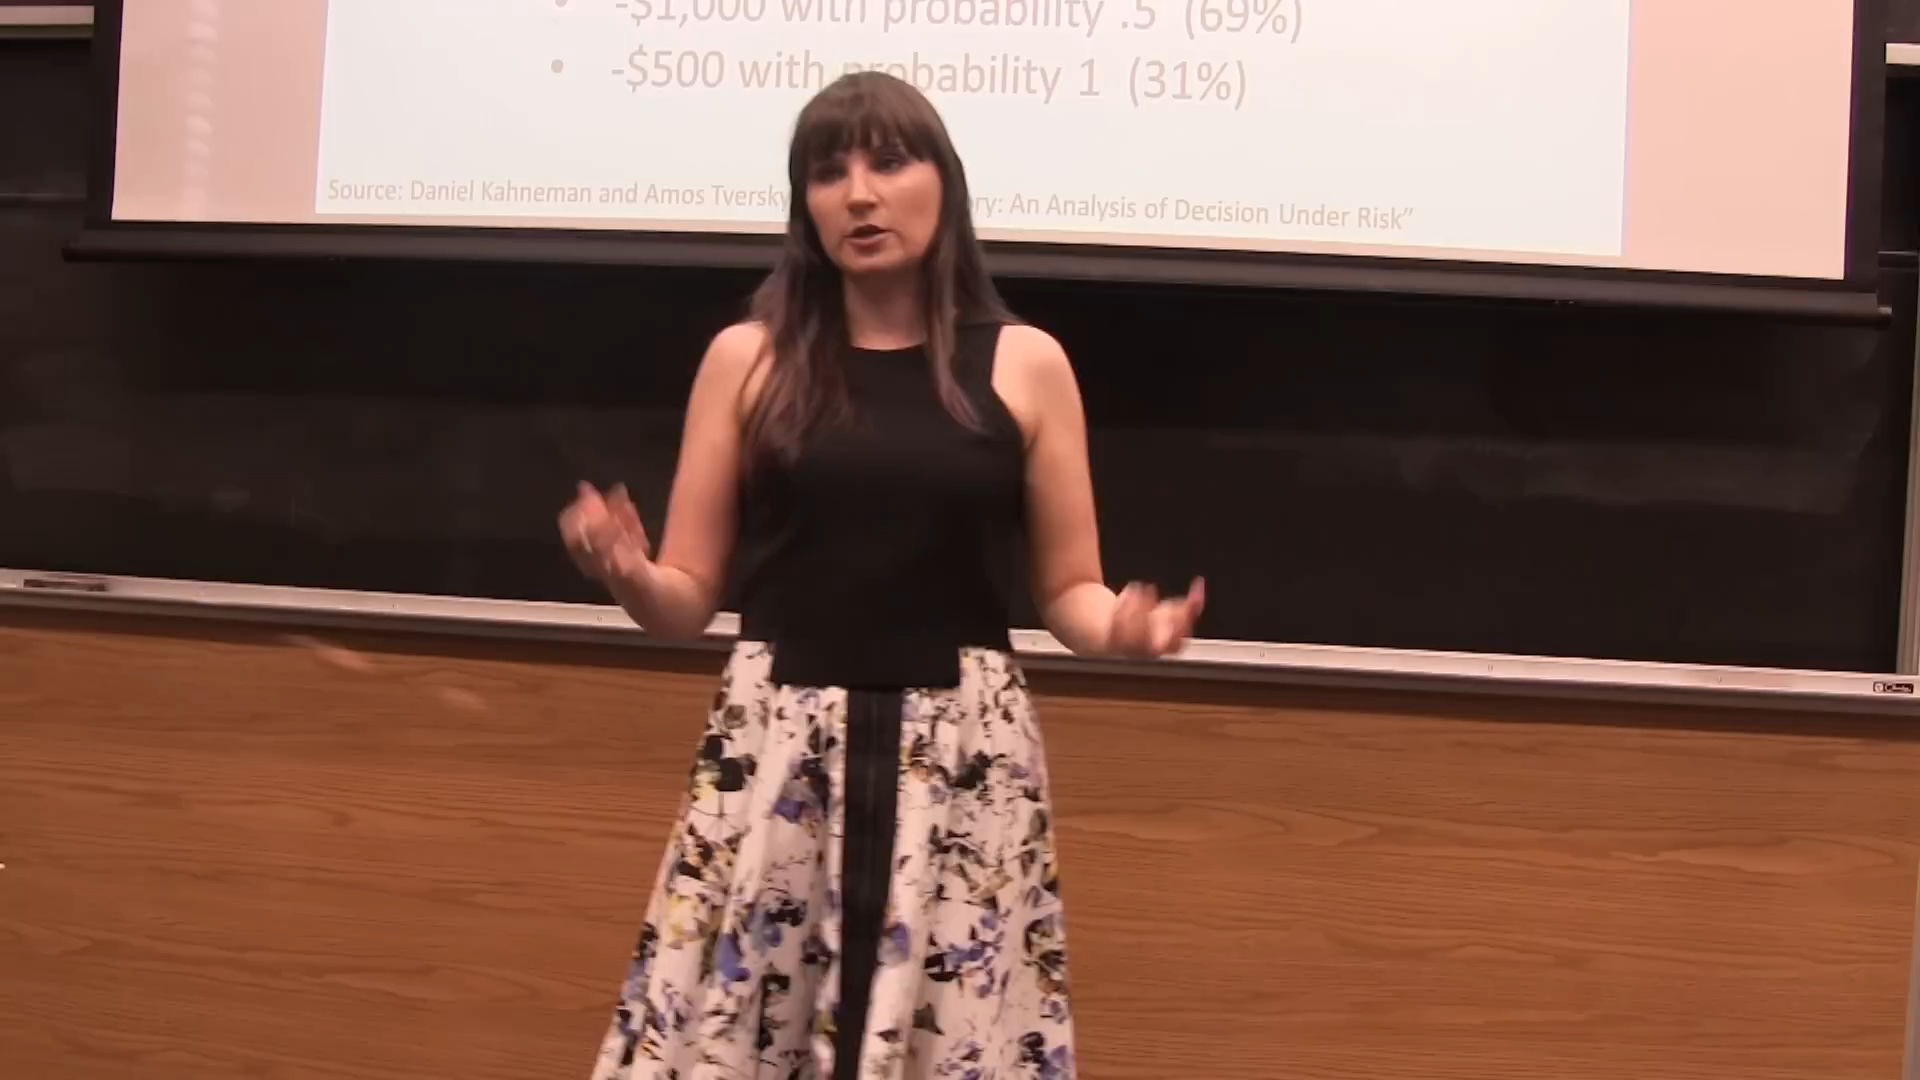 • -$1,000 with probability .5 (69%)
• -$500 with probability 1 (31%)
Source: Daniel Kahneman and Amos Tversky ry: An Analysis of Decision Under Risk”